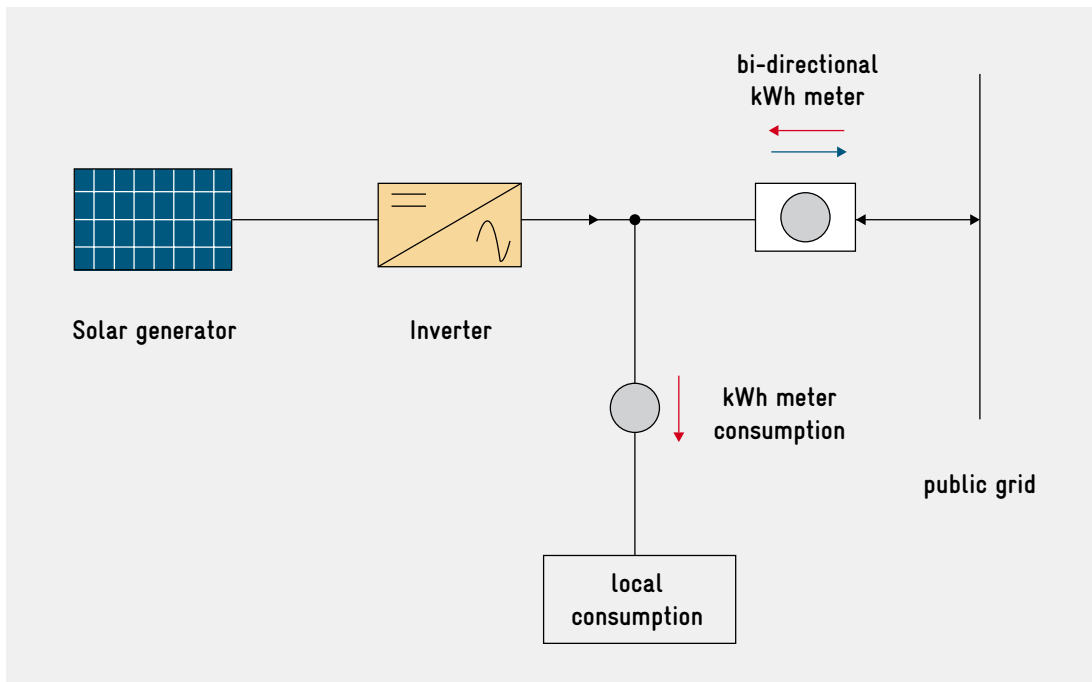 bi-directional
kWh meter
Solar generator
Inverter
kWh meter
consumption
public grid
local
consumption